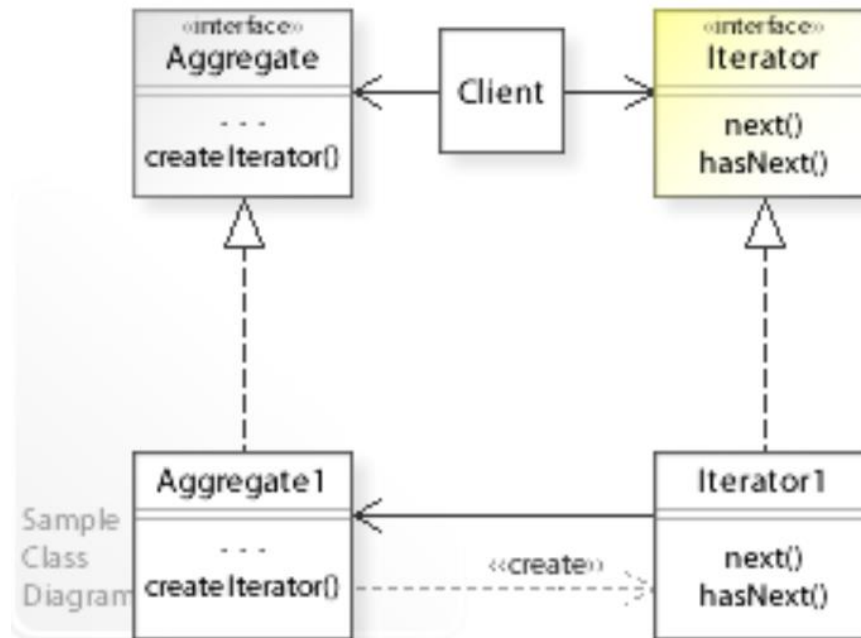 «interface»
Aggregate
- - -
createIterator()
Client
«interface»
Iterator
next()
hasNext()
Aggregate1
- - -
createIterator()
«create»
Iterator1
next()
hasNext()
Sample
Class
Diagram